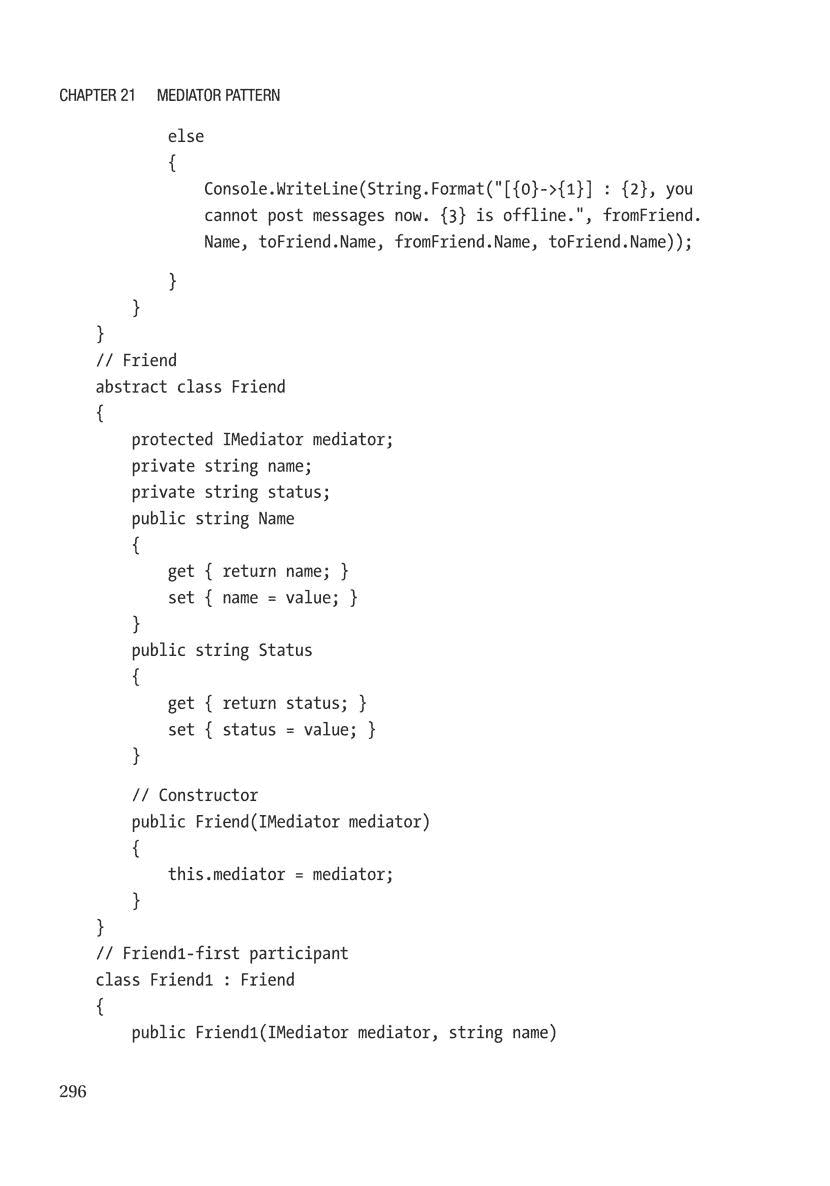 CHAPTER 21 MEDIATOR PATTERN
else
{
Console.WriteLine(String.Format("[{0}->{1}] : {2}, you
cannot post messages now. {3} is offline.", fromFriend.
Name, toFriend.Name, fromFriend.Name, toFriend.Name));
}
}
}
// Friend
abstract class Friend
{
protected IMediator mediator;
private string name;
private string status;
public string Name
{
get { return name; }
set { name = value; }
}
public string Status
{
get { return status; }
set { status = value; }
}
// Constructor
public Friend(IMediator mediator)
{
this.mediator = mediator;
}
}
// Friend1-first participant
class Friend1 : Friend
{
public Friend1(IMediator mediator, string name)
296